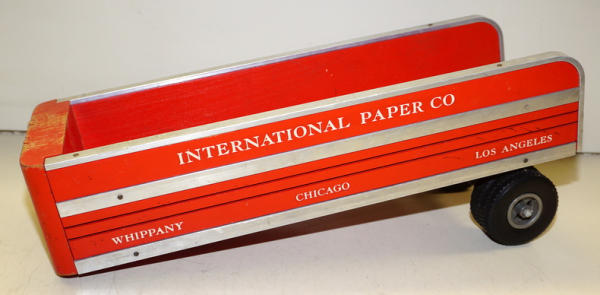 INTERNATIONAL PAPER CO
WHIPPANY CHICAGO LOS ANGELES